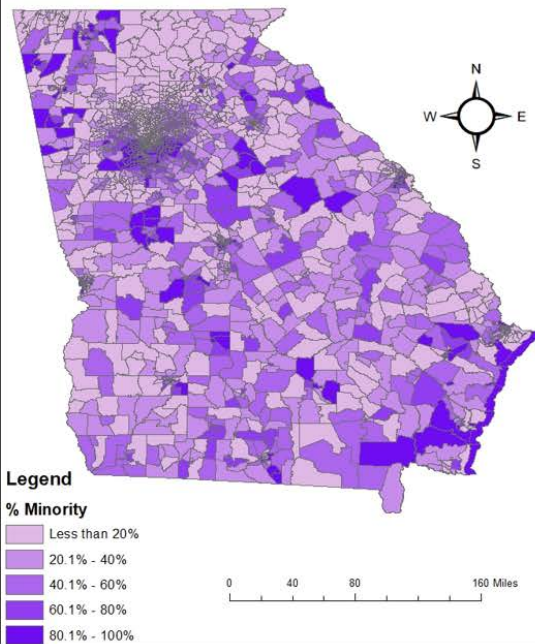 N
W E
S
Legend
% Minority
Less than 20%
20.1% - 40%
40.1% - 60%
60.1% - 80%
80.1% - 100%
0 40 80 160 Miles